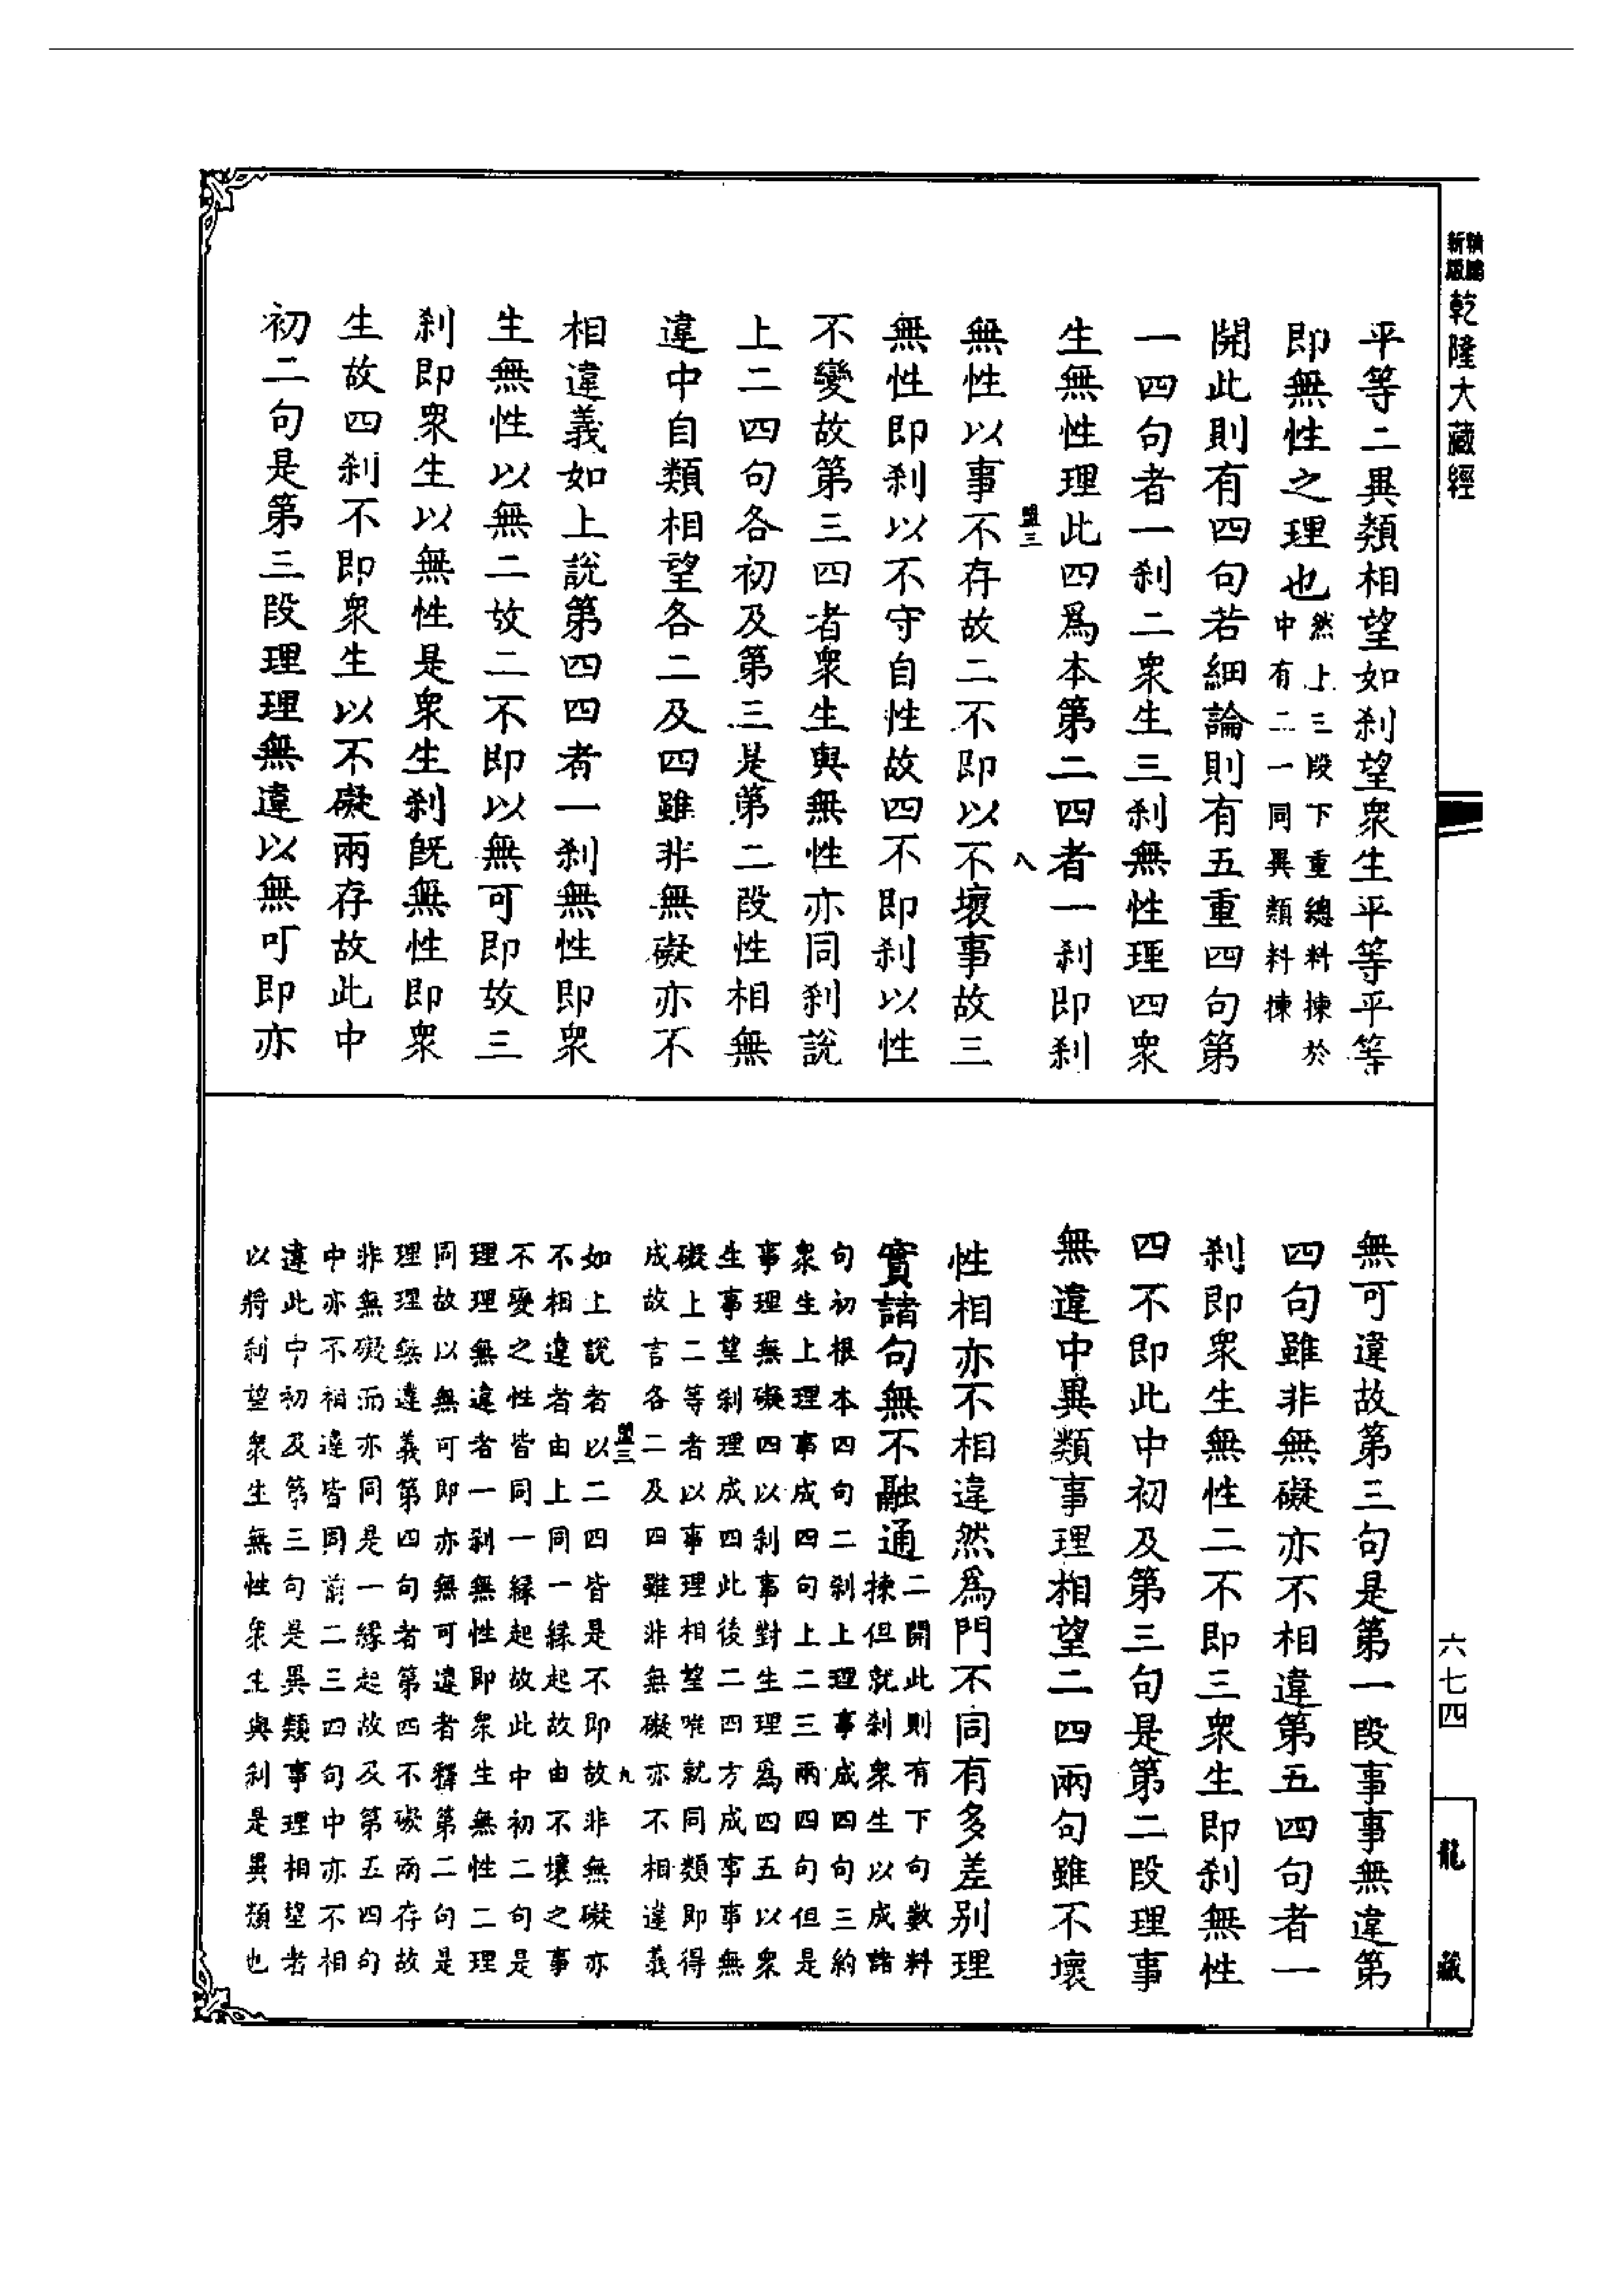 新版
乾隆大藏經
平等二異類相望如刹望衆生平等平等
即無性之理也然上三段下重總料揀於
中有二一同異類料揀
開此則有四句若細論則有五重四句第
一四句者一刹二衆生三刹無性理四衆
生無性理此四爲本第二四者一刹即刹
盟三
八
無性以事不存故二不即以不壞事故三
無性即刹以不守自性故四不即刹以性
不變故第三四者衆生與無性亦同刹說
上二四句各初及第三是第二段性相無
違中自類相望各二及四雖非無礙亦不
相違義如上說第四四者一刹無性即衆
生無性以無二故二不即以無可即故三
刹即衆生以無性是衆生刹旣無性即衆
生故四刹不即衆生以不礙兩存故此中
初二句是第三段理理無違以無可即亦
無可違故第三句是第一段事事無違第
四句雖非無礙亦不相違第五四句者一
刹即衆生無性二不即三衆生即刹無性
四不即此中初及第三句是第二段理事
無違中異類事理相望二四兩句雖不壞
性相亦不相違然爲門不同有多差別理
實諸句無不融通二開此則有下句數料
揀但就刹衆生以成諸
句初根本四句二刹上理事成四句三約
衆生上理事成四句上二三兩四句但是
事理無礙四以刹事對生理爲四五以衆
生事望刹理成四此後二四方成事事無
礙上二等者以事理相望唯就同類即得
成故言各二及四雖非無礙亦不相違義
盟三
九
如上說者以二四皆是不即故非無礙亦
不相違者由上同一緣起故由不壞之事
不變之性皆同一緣起故此中初二句是
理理無違者一刹無性即衆生無性二理
同故以無可即亦無可違者釋第二句是
理理無違義第四句者第四不礙兩存故
非無礙而亦同是一緣起故及第五四句
中亦不相違皆同前二三四句中亦不相
違此中初及第三句是異類事理相望者
以將刹望衆生無性衆生與刹是異類也
六七四
龍藏